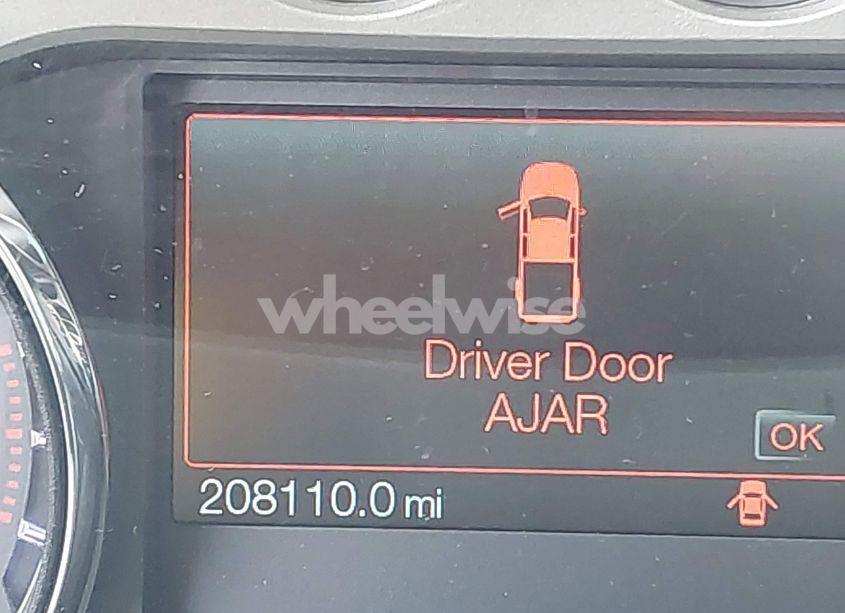 wheelwise
Driver Door
AJAR
OK
208110.0 mi